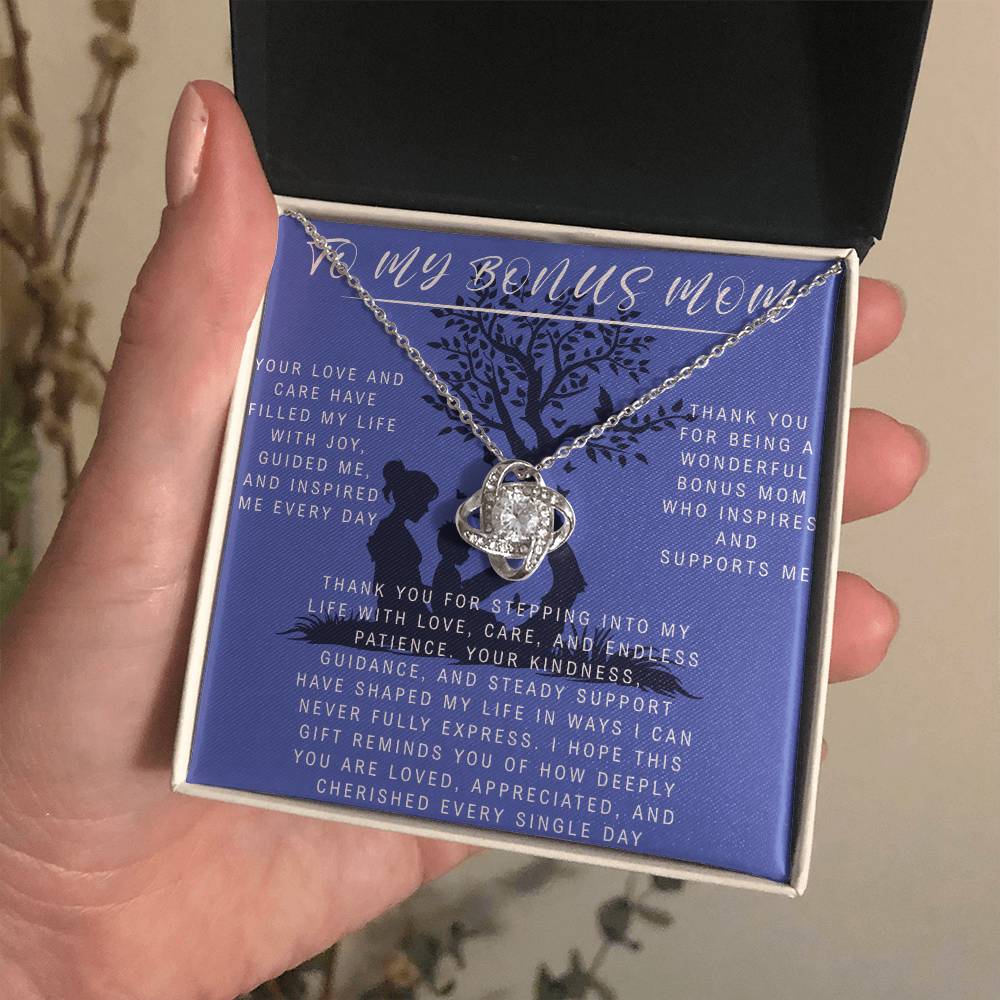 TO MY BONUS MOM
YOUR LOVE AND
CARE HAVE
FILLED MY LIFE
WITH JOY,
GUIDED ME,
AND INSPIRED
ME EVERY DAY
THANK YOU
FOR BEING A
WONDERFUL
BONUS MOM
WHO INSPIRES
AND
SUPPORTS ME
THANK YOU FOR STEPPING INTO MY
LIFE WITH LOVE, CARE, AND ENDLESS
PATIENCE. YOUR KINDNESS,
GUIDANCE, AND STEADY SUPPORT
HAVE SHAPED MY LIFE IN WAYS I CAN
NEVER FULLY EXPRESS. I HOPE THIS
GIFT REMINDS YOU OF HOW DEEPLY
YOU ARE LOVED, APPRECIATED, AND
CHERISHED EVERY SINGLE DAY